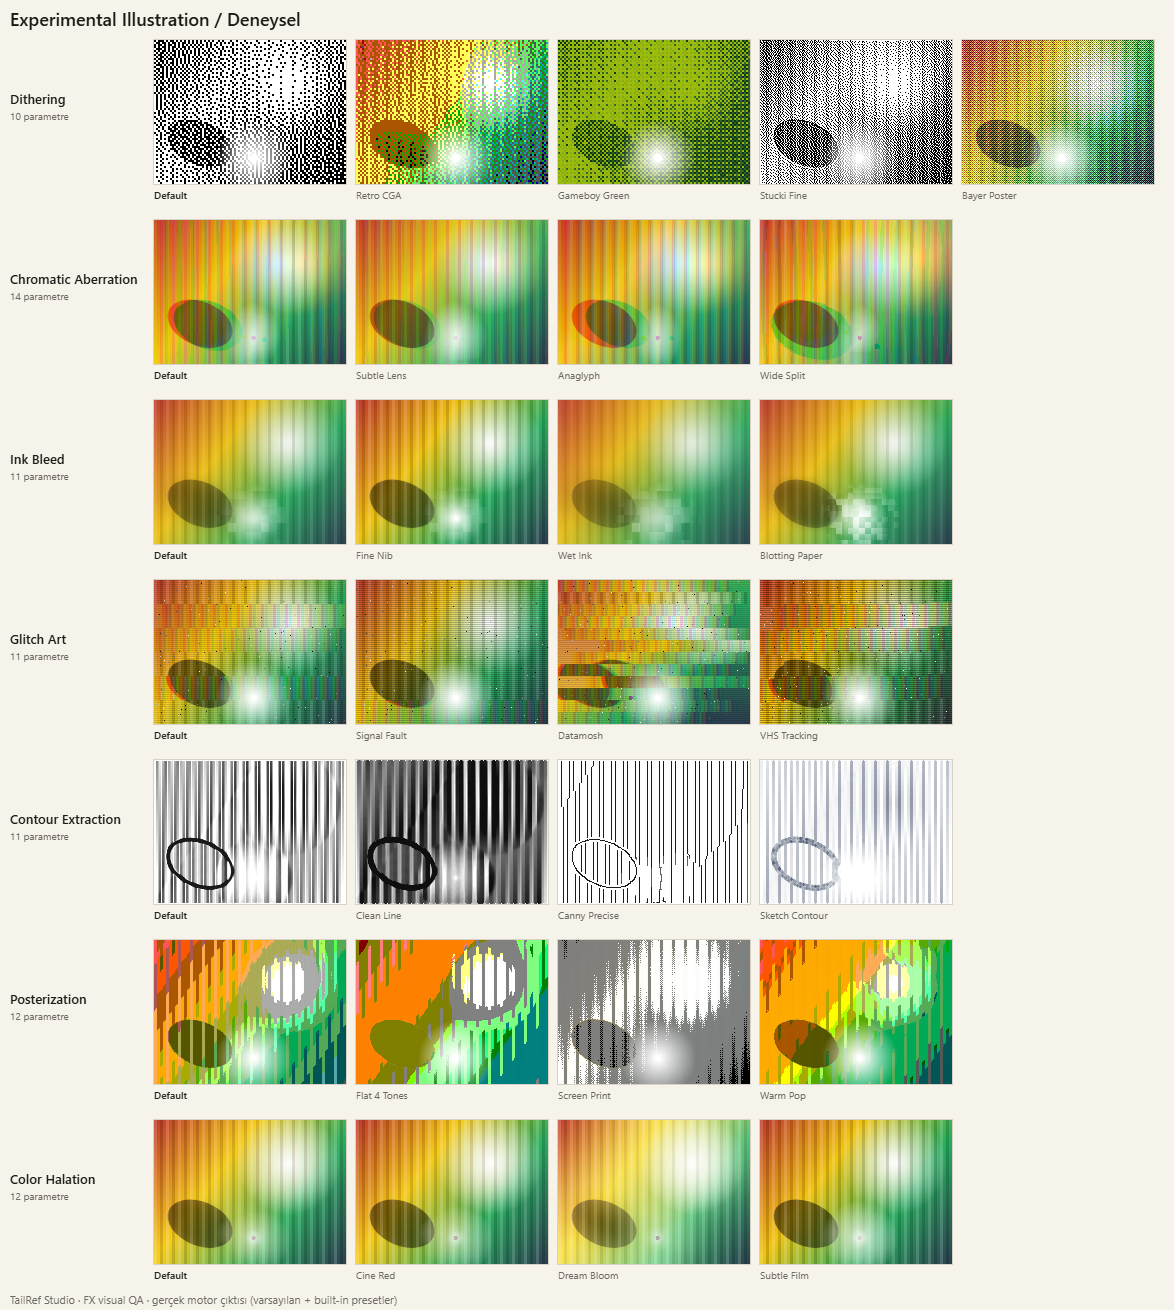 Experimental Illustration / Deneysel
Dithering
10 parametre
Default
Retro CGA
Gameboy Green
Stucki Fine
Bayer Poster
Chromatic Aberration
14 parametre
Default
Subtle Lens
Anaglyph
Wide Split
Ink Bleed
11 parametre
Default
Fine Nib
Wet Ink
Blotting Paper
Glitch Art
11 parametre
Default
Signal Fault
Datamosh
VHS Tracking
Contour Extraction
11 parametre
Default
Clean Line
Canny Precise
Sketch Contour
Posterization
12 parametre
Default
Flat 4 Tones
Screen Print
Warm Pop
Color Halation
12 parametre
Default
Cine Red
Dream Bloom
Subtle Film
TailRef Studio · FX visual QA · gerçek motor çıktısı (varsayılan + built-in presetler)